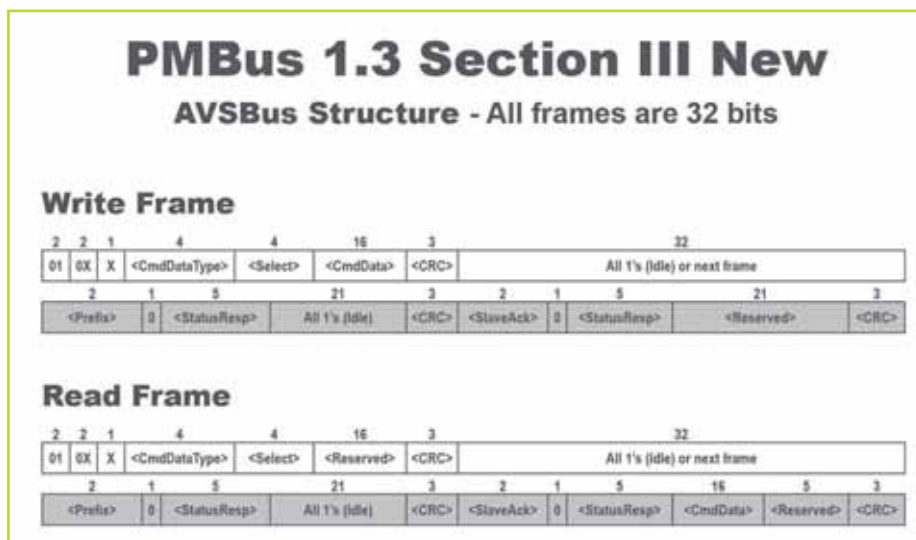 PMBus 1.3 Section III New
AVSBus Structure - All frames are 32 bits
Write Frame
2 2 1 4 4 16 3 32
01 0X X <CmdDataType> <Select> <CmdData> <CRC> All 1's (Idle) or next frame
2 1 5 21 3 2 1 5 21 3
<Prefix> 0 <StatusResp> All 1's (Idle) <CRC> <SlaveAck> 0 <StatusResp> <Reserved> <CRC>
Read Frame
2 2 1 4 4 16 3 32
01 0X X <CmdDataType> <Select> <Reserved> <CRC> All 1's (Idle) or next frame
2 1 5 21 3 2 1 5 16 5 3
<Prefix> 0 <StatusResp> All 1's (Idle) <CRC> <SlaveAck> 0 <StatusResp> <CmdData> <Reserved> <CRC>